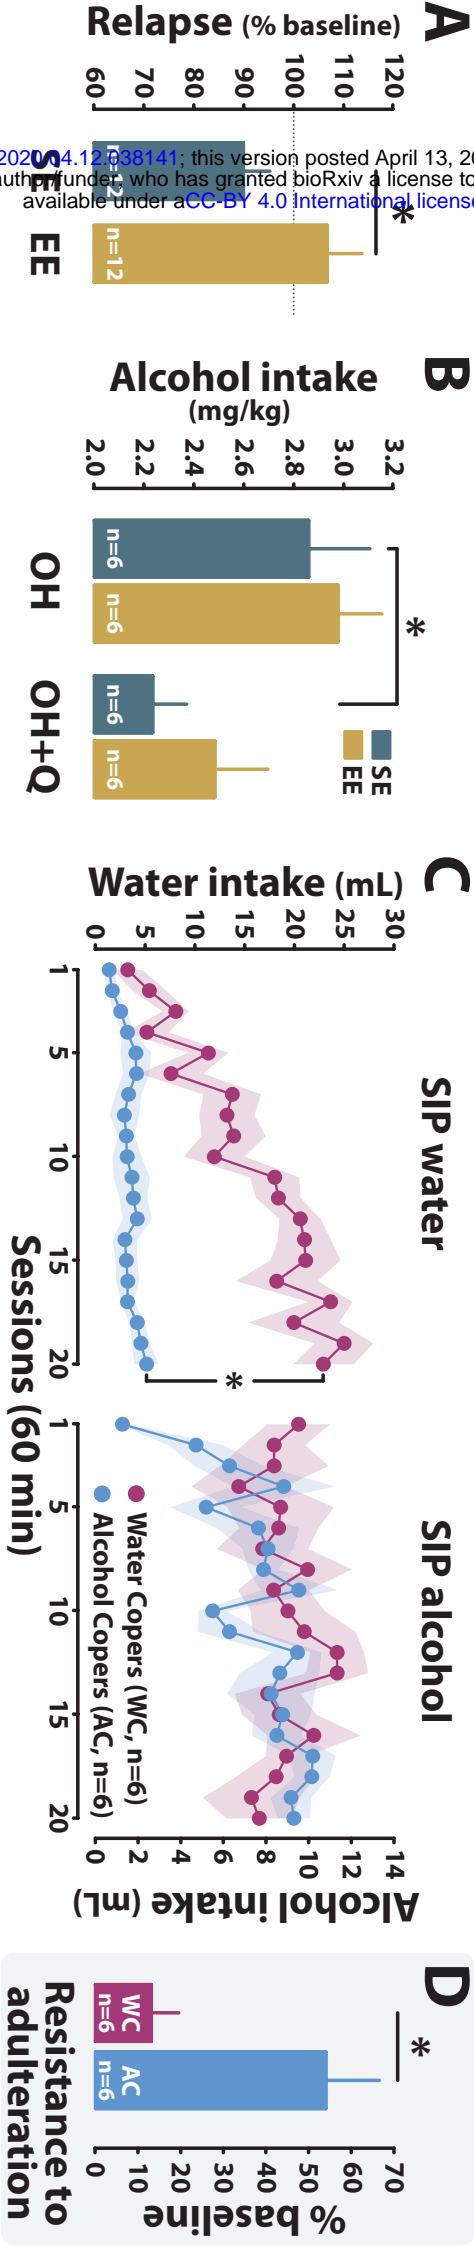 A
Relapse (% baseline)
60 70 80 90 100 110 120
2020.04.12.038141; this version posted April 13, 20
author/funder, who has granted bioRxiv a license to
available under aCC-BY 4.0 International license
*
n=12
n=12
SE
EE
B
Alcohol intake
(mg/kg)
2.0 2.2 2.4 2.6 2.8 3.0 3.2
*
SE
EE
n=6
n=6
n=6
n=6
OH
OH+Q
C
SIP water
Water intake (mL)
0 5 10 15 20 25 30
*
1 5 10 15 20
Sessions (60 min)
SIP alcohol
Water Copers (WC, n=6)
Alcohol Copers (AC, n=6)
1 5 10 15 20
0 2 4 6 8 10 12 14
Alcohol intake (mL)
D
*
WC
n=6
AC
n=6
0 10 20 30 40 50 60 70
% baseline
Resistance to
adulteration